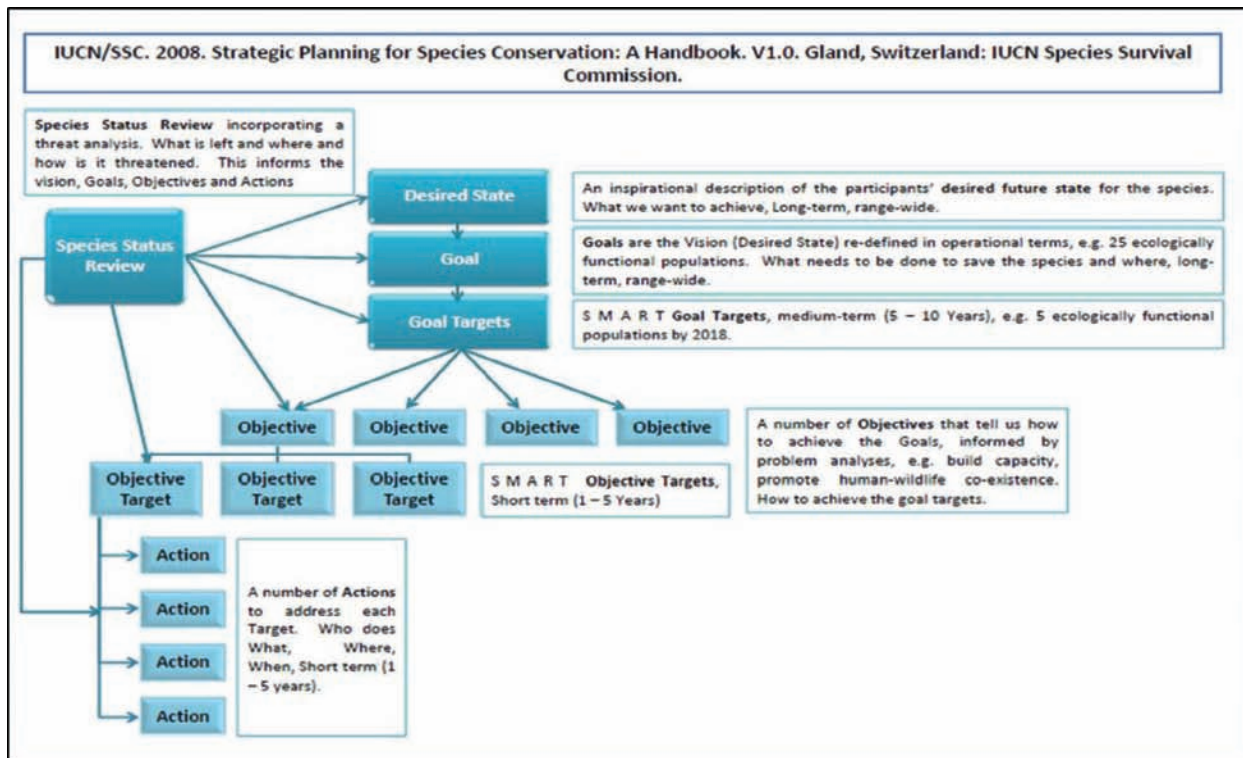 IUCN/SSC. 2008. Strategic Planning for Species Conservation: A Handbook. V1.0. Gland, Switzerland: IUCN Species Survival
Commission.
Species Status Review incorporating a
threat analysis. What is left and where and
how is it threatened. This informs the
vision, Goals, Objectives and Actions
Desired State
An inspirational description of the participants' desired future state for the species.
What we want to achieve, Long-term, range-wide.
Species Status
Review
Goal
Goals are the Vision (Desired State) re-defined in operational terms, e.g. 25 ecologically
functional populations. What needs to be done to save the species and where, long-
term, range-wide.
Goal Targets
S M A R T Goal Targets, medium-term (5 – 10 Years), e.g. 5 ecologically functional
populations by 2018.
Objective
Objective
Objective
Objective
A number of Objectives that tell us how
to achieve the Goals, informed by
problem analyses, e.g. build capacity,
promote human-wildlife co-existence.
How to achieve the goal targets.
Objective
Target
Objective
Target
Objective
Target
S M A R T Objective Targets,
Short term (1 – 5 Years)
Action
Action
Action
Action
A number of Actions
to address each
Target. Who does
What, Where,
When, Short term (1
– 5 years).